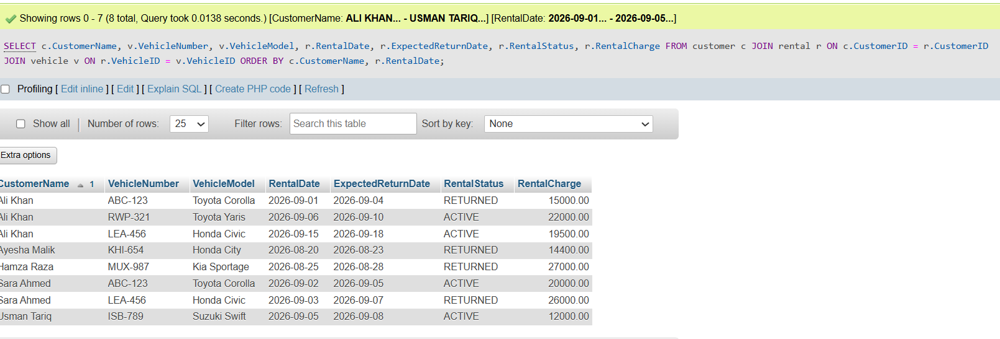 Showing rows 0 - 7 (8 total, Query took 0.0138 seconds.) [CustomerName: ALI KHAN... - USMAN TARIQ...] [RentalDate: 2026-09-01... - 2026-09-05...]
SELECT c.CustomerName, v.VehicleNumber, v.VehicleModel, r.RentalDate, r.ExpectedReturnDate, r.RentalStatus, r.RentalCharge FROM customer c JOIN rental r ON c.CustomerID = r.CustomerID
JOIN vehicle v ON r.VehicleID = v.VehicleID ORDER BY c.CustomerName, r.RentalDate;
Profiling [ Edit inline ] [ Edit ] [ Explain SQL ] [ Create PHP code ] [ Refresh ]
Show all Number of rows: 25 Filter rows: Search this table Sort by key: None
Extra options
CustomerName 1 VehicleNumber VehicleModel RentalDate ExpectedReturnDate RentalStatus RentalCharge
Ali Khan ABC-123 Toyota Corolla 2026-09-01 2026-09-04 RETURNED 15000.00
Ali Khan RWP-321 Toyota Yaris 2026-09-06 2026-09-10 ACTIVE 22000.00
Ali Khan LEA-456 Honda Civic 2026-09-15 2026-09-18 ACTIVE 19500.00
Ayesha Malik KHI-654 Honda City 2026-08-20 2026-08-23 RETURNED 14400.00
Hamza Raza MUX-987 Kia Sportage 2026-08-25 2026-08-28 RETURNED 27000.00
Sara Ahmed ABC-123 Toyota Corolla 2026-09-02 2026-09-05 ACTIVE 20000.00
Sara Ahmed LEA-456 Honda Civic 2026-09-03 2026-09-07 RETURNED 26000.00
Usman Tariq ISB-789 Suzuki Swift 2026-09-05 2026-09-08 ACTIVE 12000.00